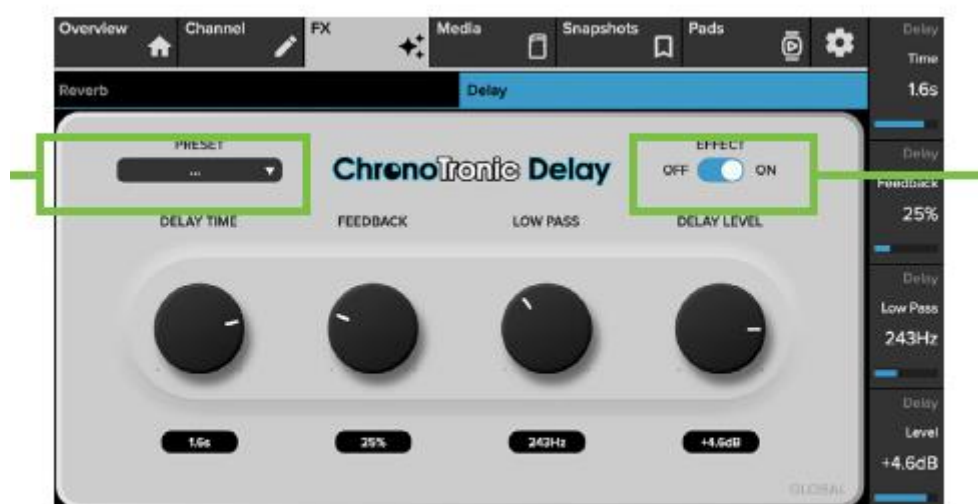 Overview Channel FX Media Snapshots Pads
Reverb Delay
PRESET
...
ChronoTronic Delay
EFFECT
OFF ON
DELAY TIME FEEDBACK LOW PASS DELAY LEVEL
1.6s 25% 243Hz +4.6dB
GLOBAL
Delay
Time
1.6s
Delay
Feedback
25%
Delay
Low Pass
243Hz
Delay
Level
+4.6dB